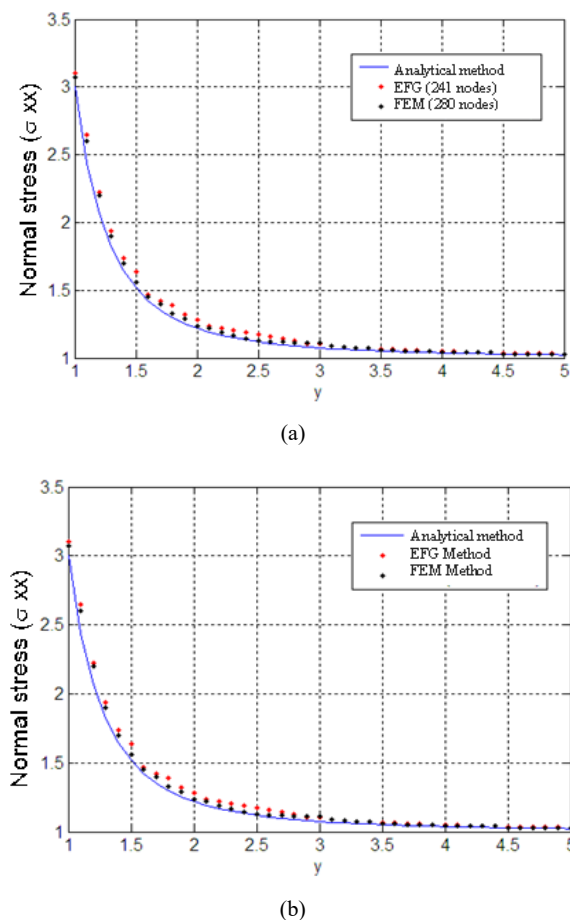 3.5
Analytical method
EFG (241 nodes)
FEM (280 nodes)
3
2.5
2
1.5
1
Normal stress (σ xx)
1 1.5 2 2.5 3 3.5 4 4.5 5
y
(a)
3.5
Analytical method
EFG Method
FEM Method
3
2.5
2
1.5
1
Normal stress (σ xx)
1 1.5 2 2.5 3 3.5 4 4.5 5
y
(b)